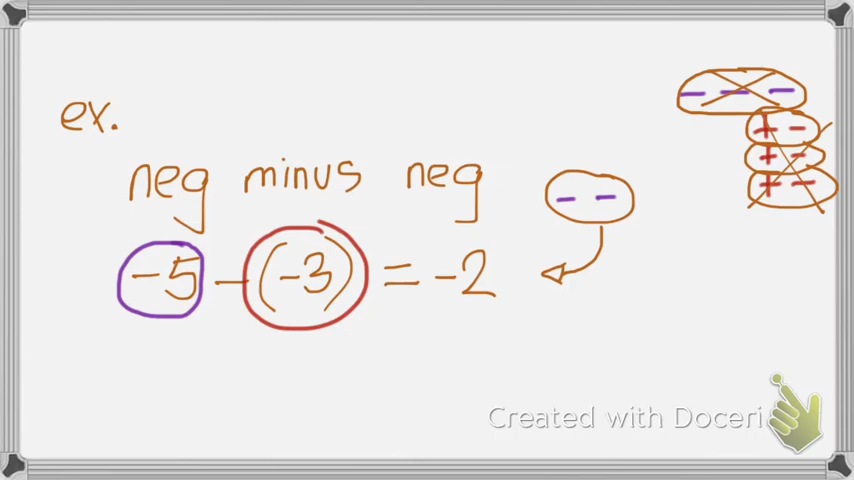 ex.
neg minus neg
-5 -(-3) = -2
Created with Doceri